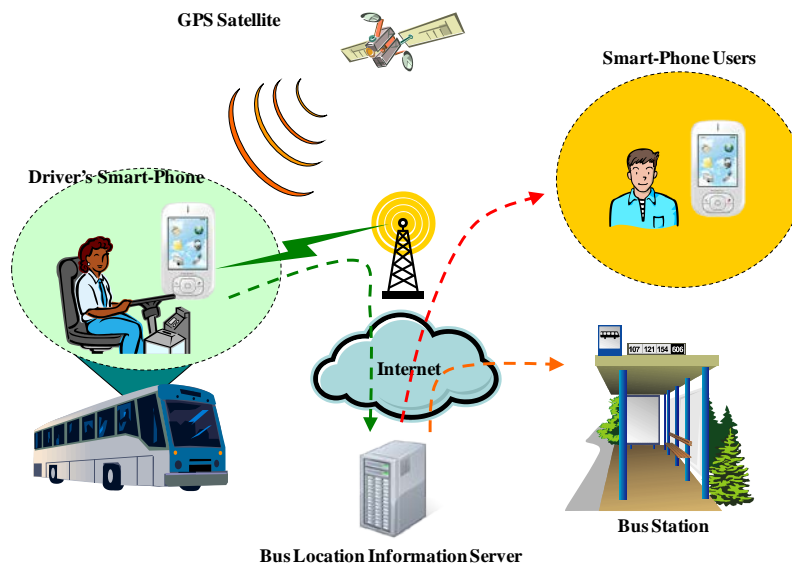 GPS Satellite
Smart-Phone Users
Driver's Smart-Phone
107 121 154 606
Internet
Bus Station
Bus Location Information Server